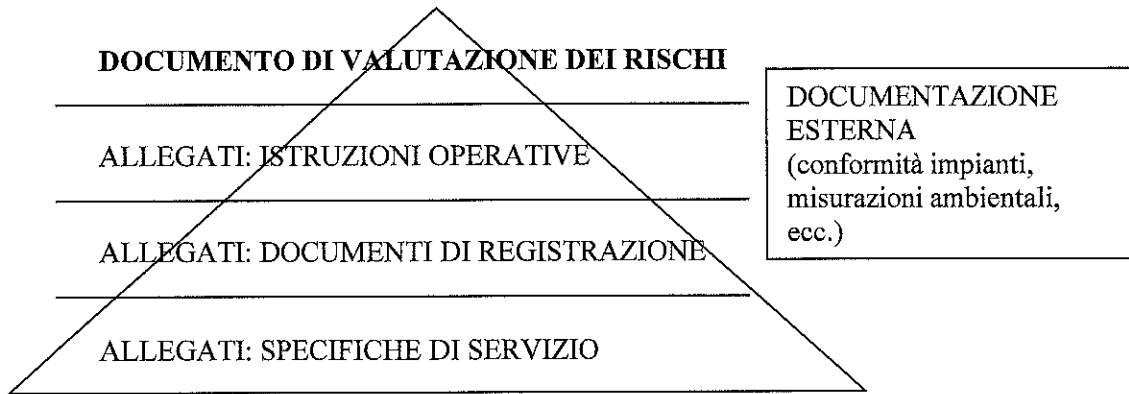 DOCUMENTO DI VALUTAZIONE DEI RISCHI
ALLEGATI: ISTRUZIONI OPERATIVE
ALLEGATI: DOCUMENTI DI REGISTRAZIONE
ALLEGATI: SPECIFICHE DI SERVIZIO
DOCUMENTAZIONE
ESTERNA
(conformità impianti,
misurazioni ambientali,
ecc.)